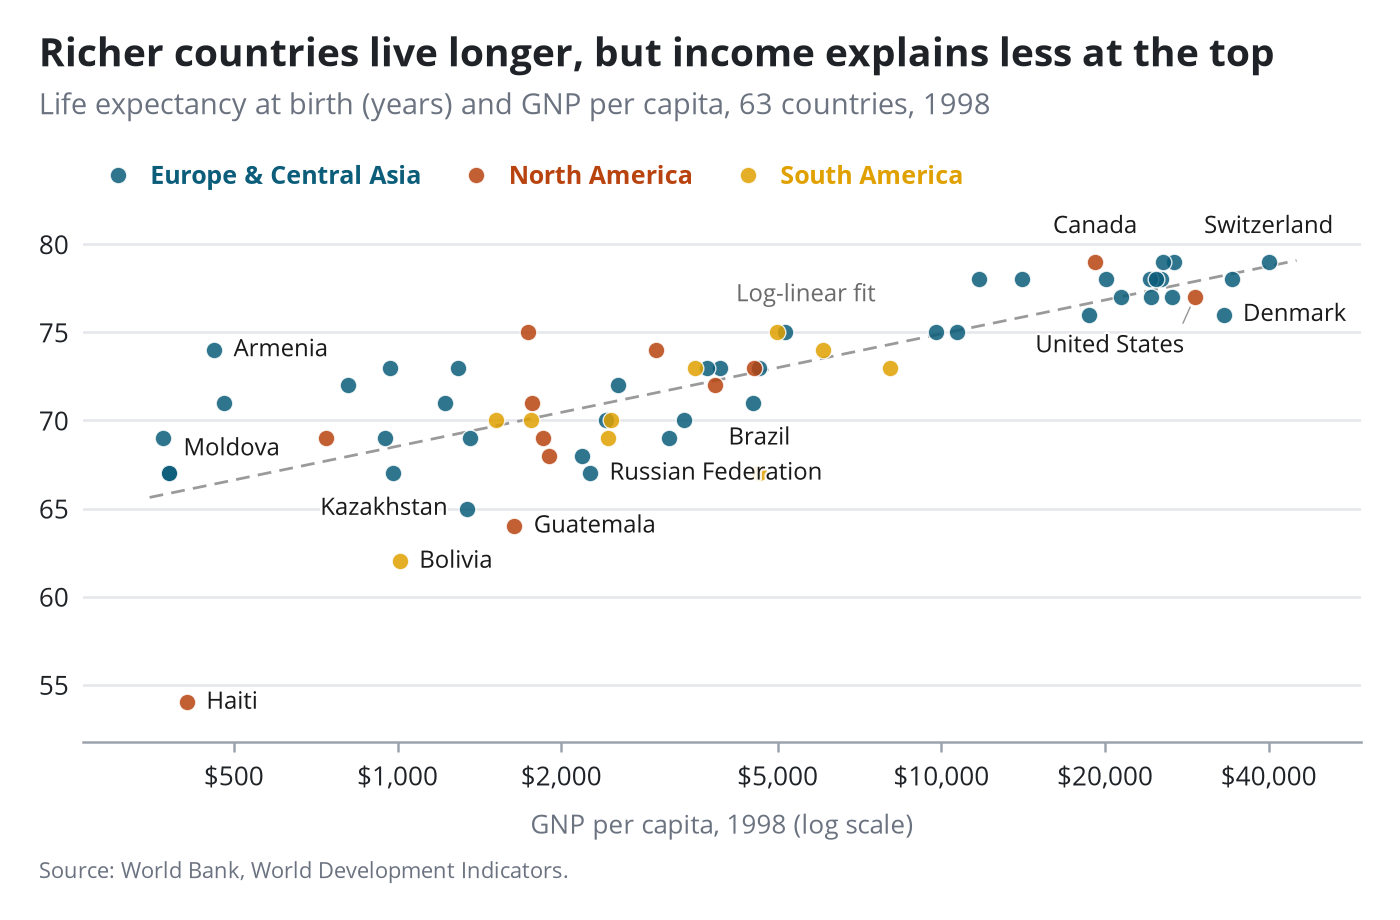 Richer countries live longer, but income explains less at the top
Life expectancy at birth (years) and GNP per capita, 63 countries, 1998
Europe & Central Asia
North America
South America
Canada
Switzerland
80
Log-linear fit
Denmark
75
United States
Armenia
70
Brazil
Moldova
Russian Federation
65
Kazakhstan
Guatemala
Bolivia
60
55
Haiti
$500
$1,000
$2,000
$5,000
$10,000
$20,000
$40,000
GNP per capita, 1998 (log scale)
Source: World Bank, World Development Indicators.